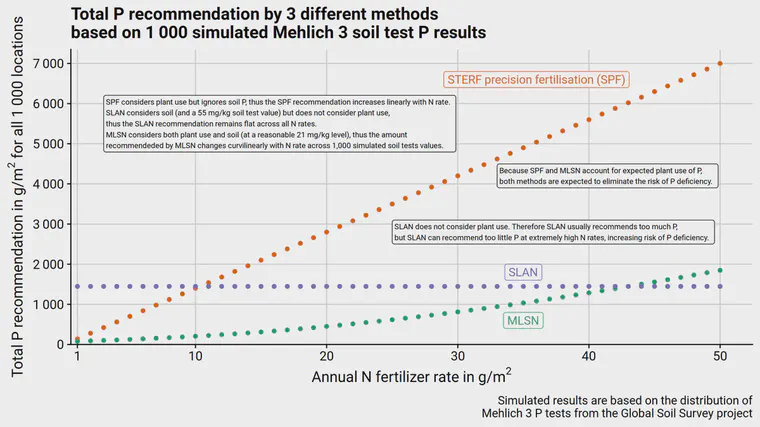 Total P recommendation by 3 different methods
based on 1 000 simulated Mehlich 3 soil test P results
Total P recommendation in g/m² for all 1 000 locations
7 000
6 000
5 000
4 000
3 000
2 000
1 000
0
STERF precision fertilisation (SPF)
SPF considers plant use but ignores soil P, thus the SPF recommendation increases linearly with N rate.
SLAN considers soil (and a 55 mg/kg soil test value) but does not consider plant use,
thus the SLAN recommendation remains flat across all N rates.
MLSN considers both plant use and soil (at a reasonable 21 mg/kg level), thus the amount
recommendeded by MLSN changes curvilinearly with N rate across 1,000 simulated soil tests values.
Because SPF and MLSN account for expected plant use of P,
both methods are expected to eliminate the risk of P deficiency.
SLAN does not consider plant use. Therefore SLAN usually recommends too much P,
but SLAN can recommend too little P at extremely high N rates, increasing risk of P deficiency.
SLAN
MLSN
1 10 20 30 40 50
Annual N fertilizer rate in g/m²
Simulated results are based on the distribution of
Mehlich 3 P tests from the Global Soil Survey project